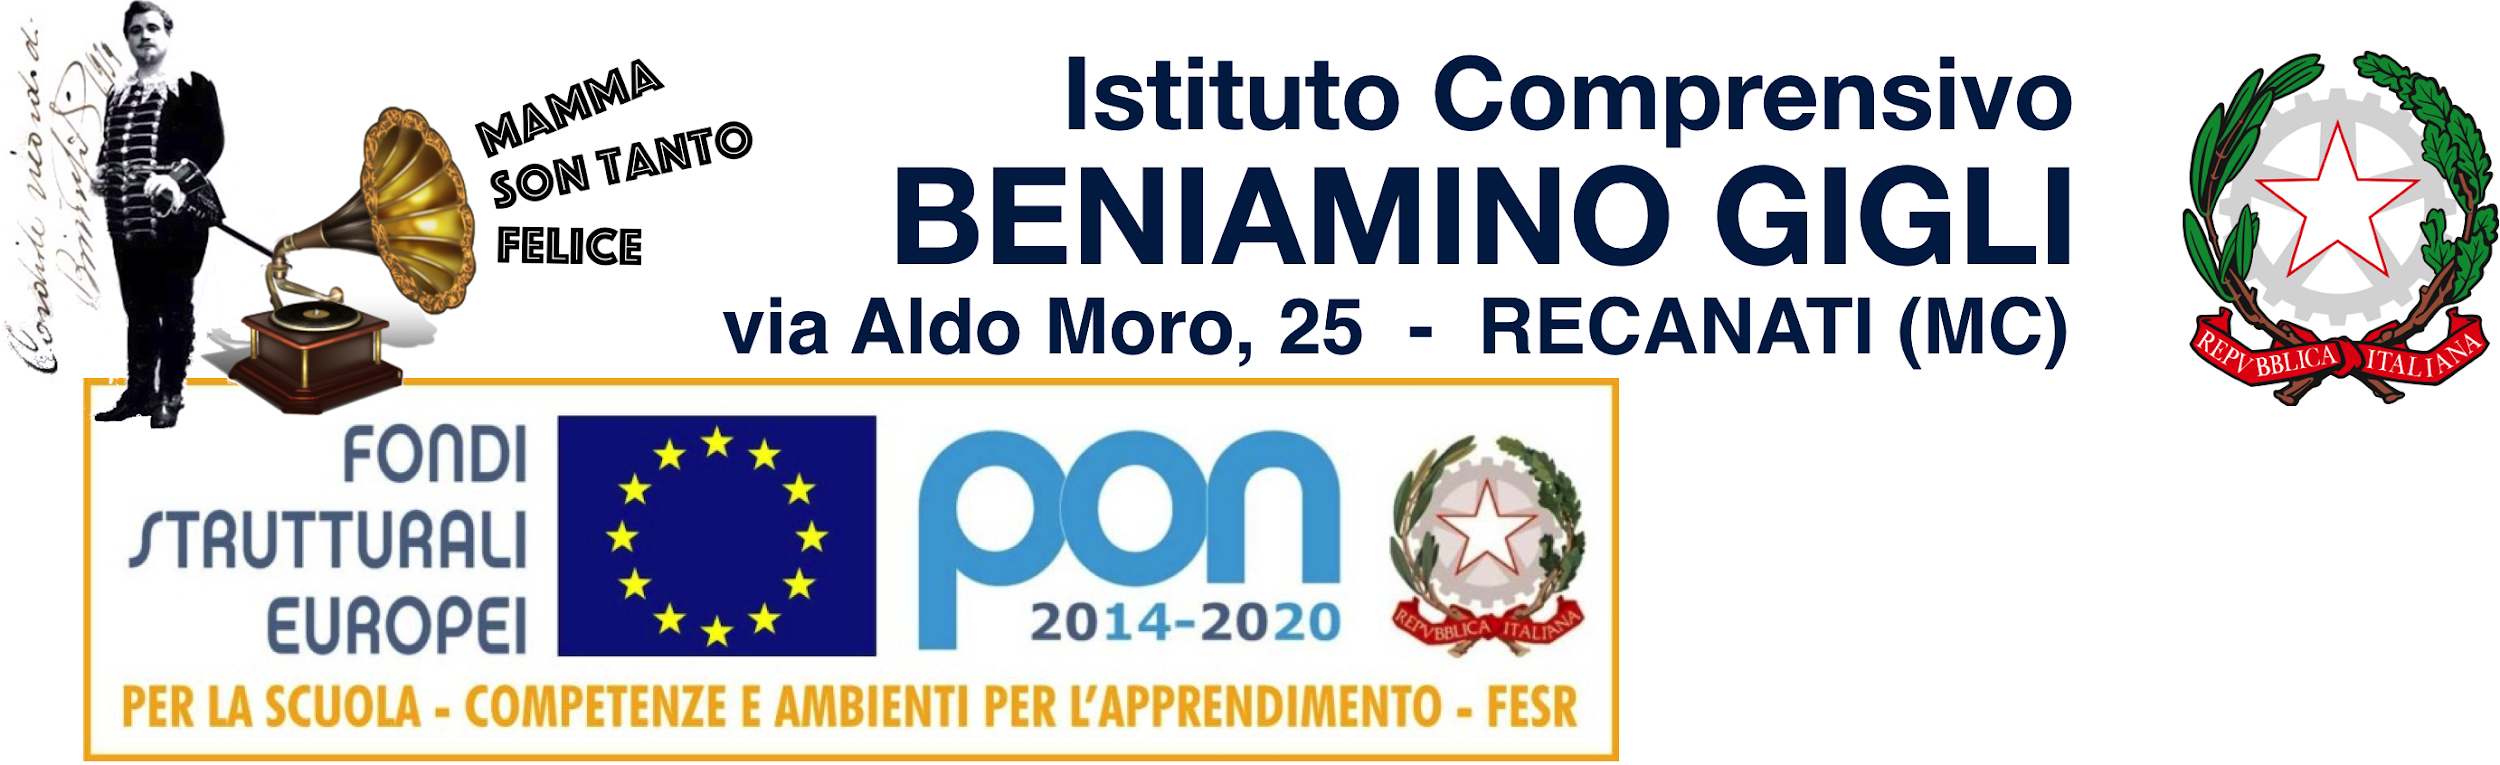 MAMMA
SON TANTO
FELICE
Istituto Comprensivo
BENIAMINO GIGLI
via Aldo Moro, 25 - RECANATI (MC)
REPVBBLICA ITALIANA
FONDI
STRUTTURALI
EUROPEI
pon
2014-2020
REPVBBLICA ITALIANA
PER LA SCUOLA - COMPETENZE E AMBIENTI PER L'APPRENDIMENTO - FESR